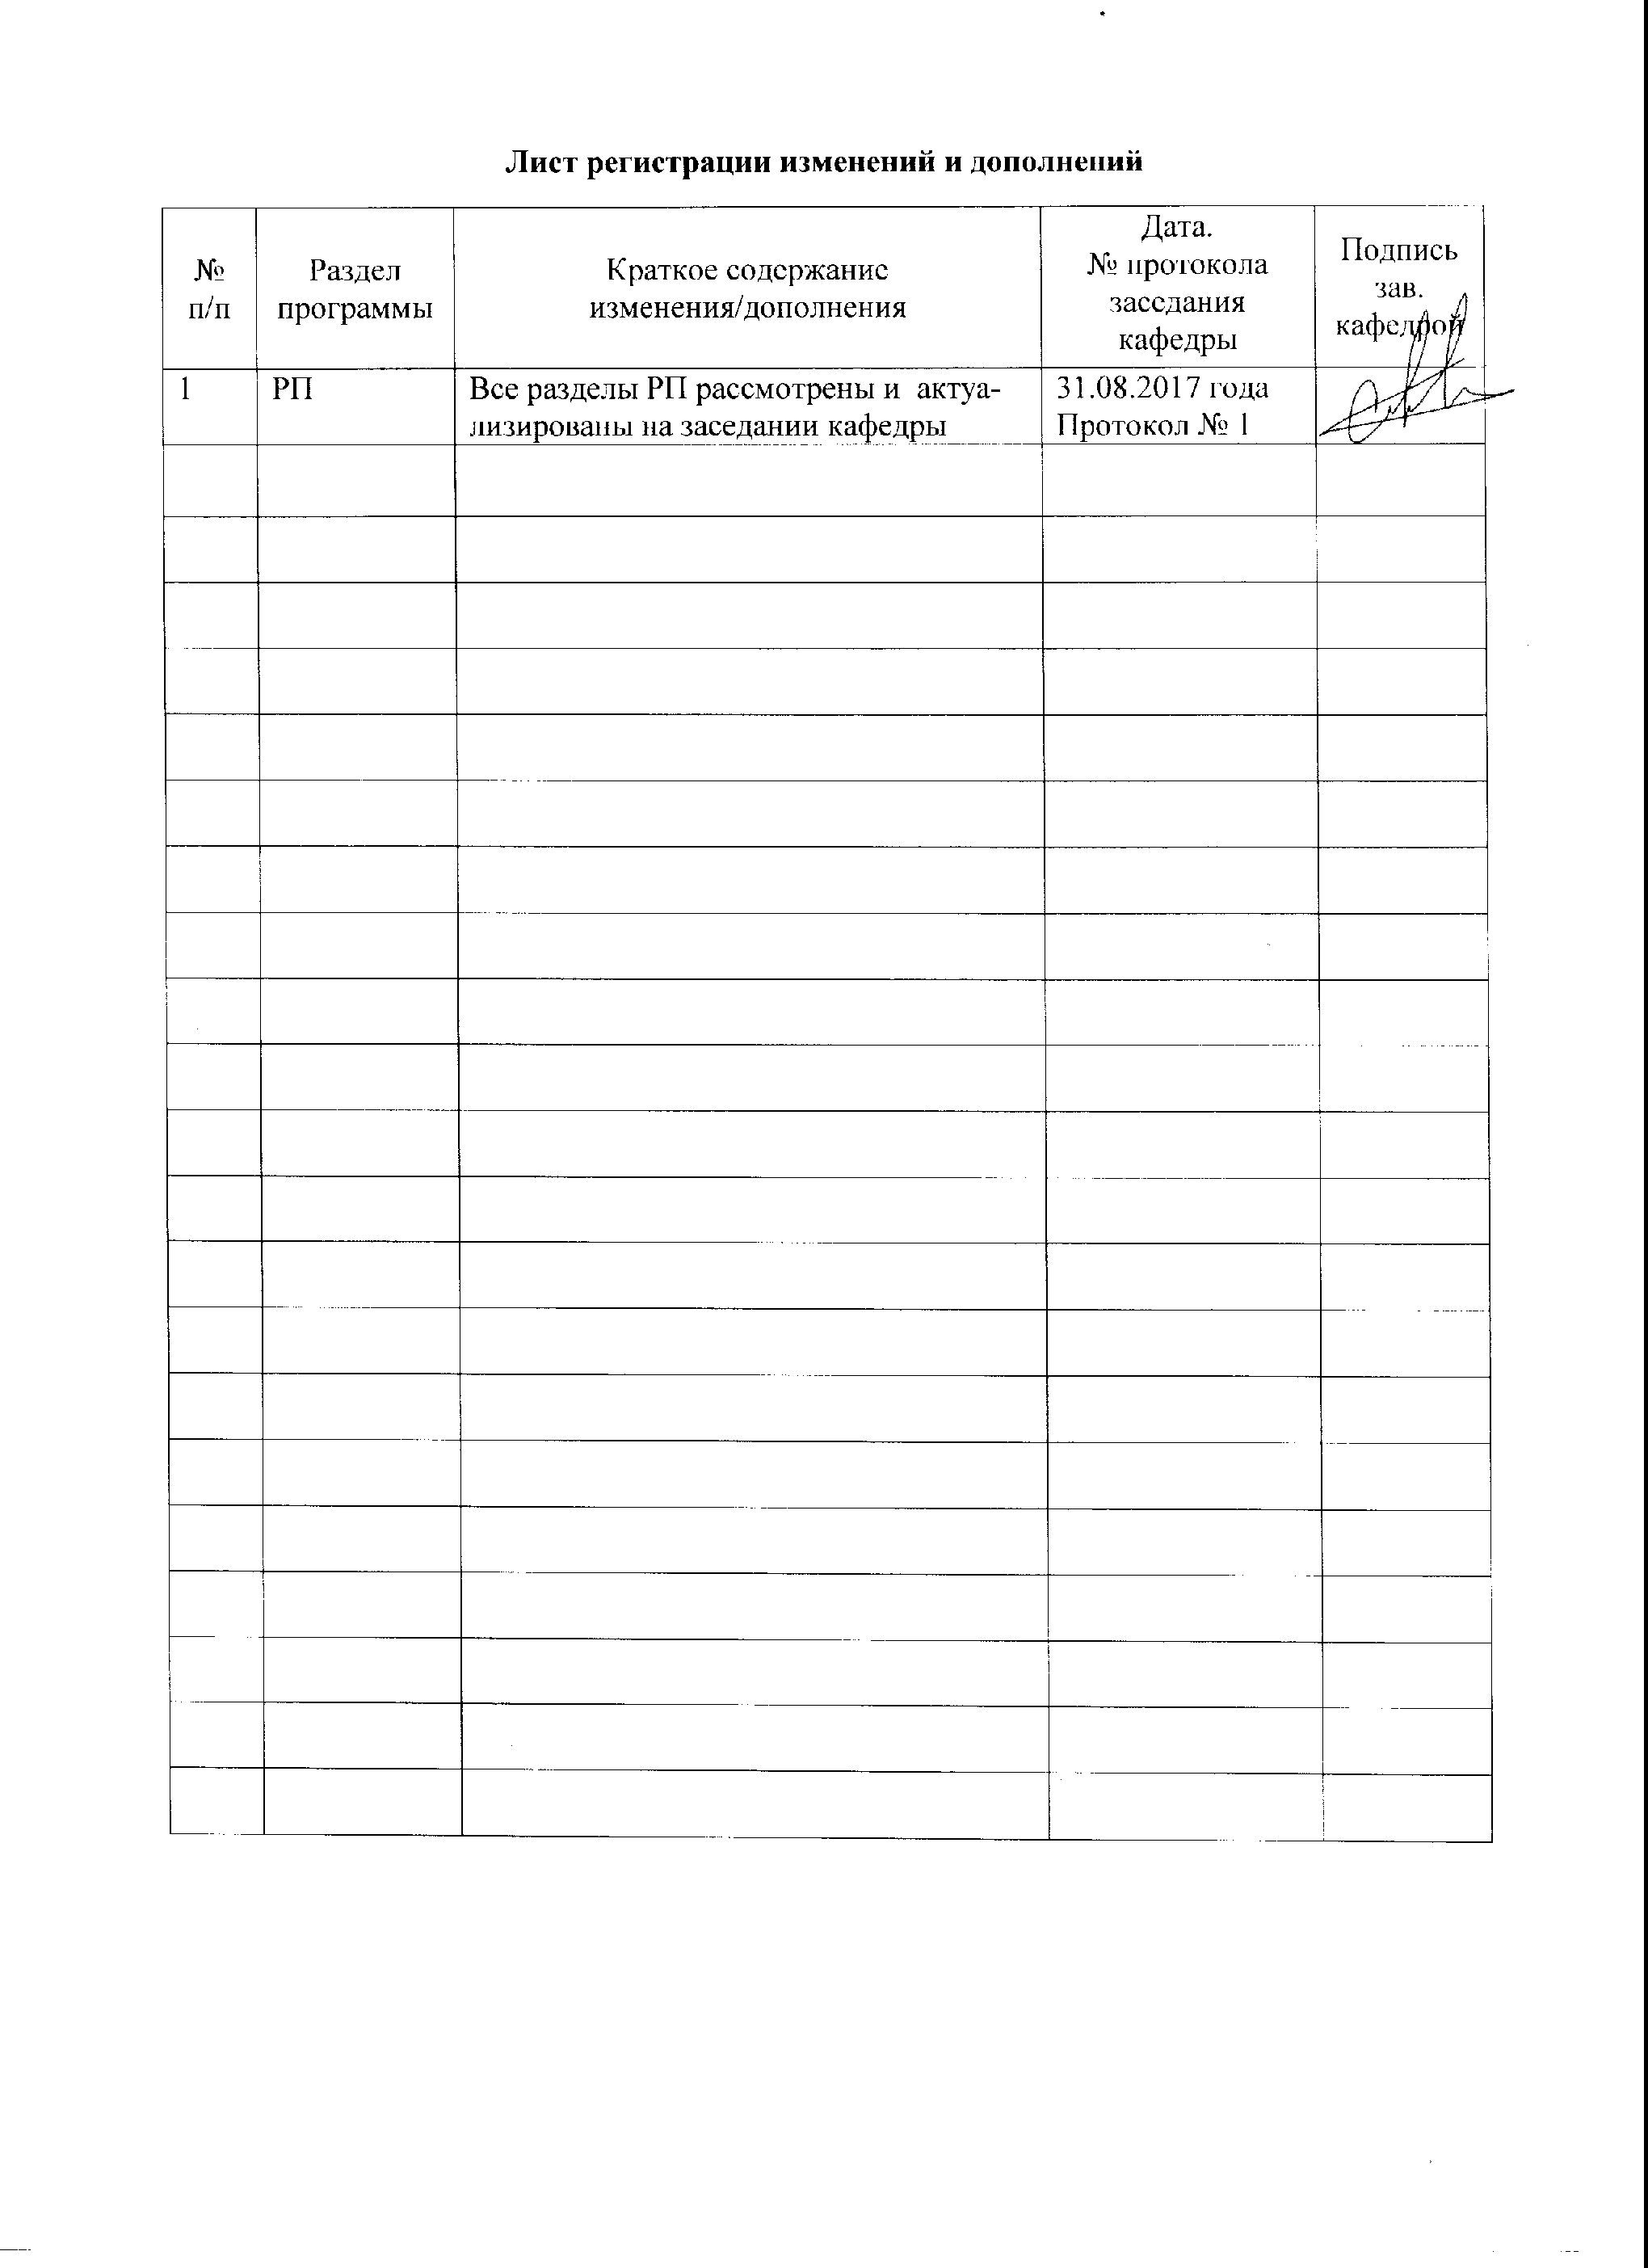 Лист регистрации изменений и дополнений
№
п/п
Раздел
программы
Краткое содержание
изменения/дополнения
Дата.
№ протокола
заседания
кафедры
Подпись
зав.
кафедрой
1
РП
Все разделы РП рассмотрены и актуа-
лизированы на заседании кафедры
31.08.2017 года
Протокол № 1